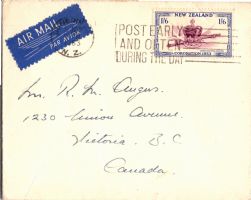 AIR MAIL
PAR AVION
N.Z.
POST EARLY
AND OFTEN
DURING THE DAY
NEW ZEALAND
1/6 1/6
CORONATION 1953
Mr. R. M. Angus.
1230 Union Avenue.
Victoria. B.C
Canada.